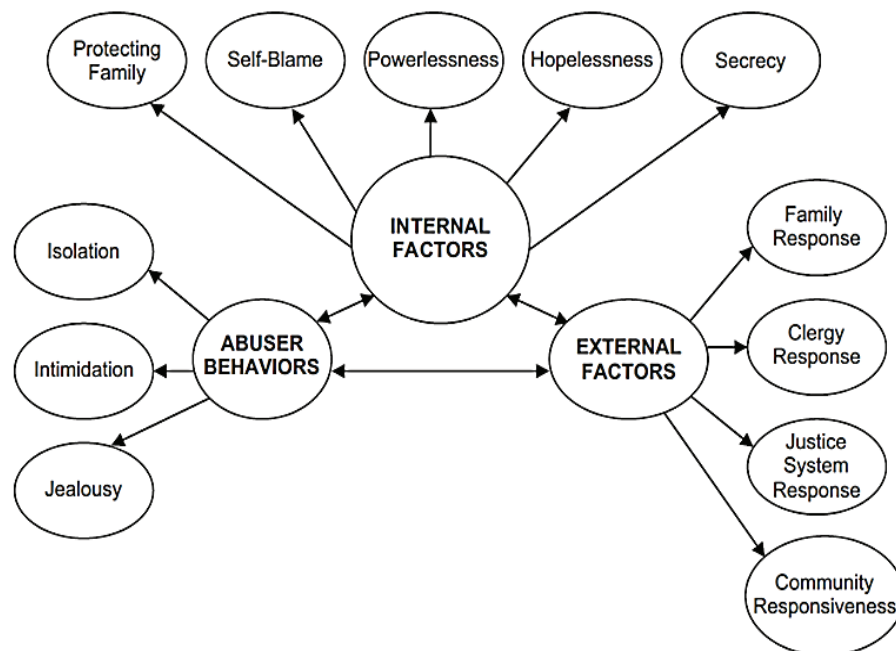 Protecting
Family
Self-Blame
Powerlessness
Hopelessness
Secrecy
INTERNAL
FACTORS
Isolation
Intimidation
Jealousy
ABUSER
BEHAVIORS
EXTERNAL
FACTORS
Family
Response
Clergy
Response
Justice
System
Response
Community
Responsiveness